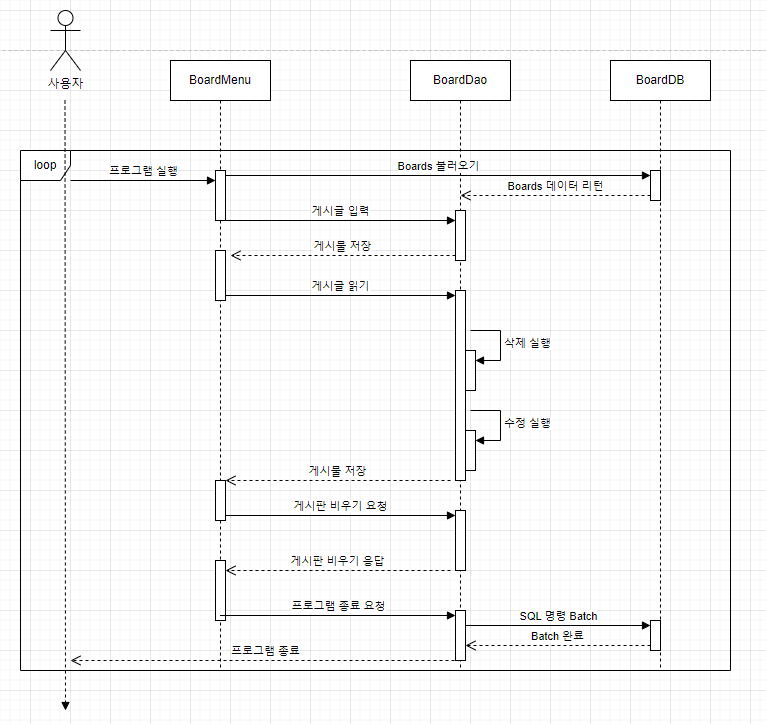 사용자
BoardMenu
BoardDao
BoardDB
loop
프로그램 실행
Boards 불러오기
Boards 데이터 리턴
게시글 입력
게시물 저장
게시글 읽기
삭제 실행
수정 실행
게시물 저장
게시판 비우기 요청
게시판 비우기 응답
프로그램 종료 요청
SQL 명령 Batch
Batch 완료
프로그램 종료